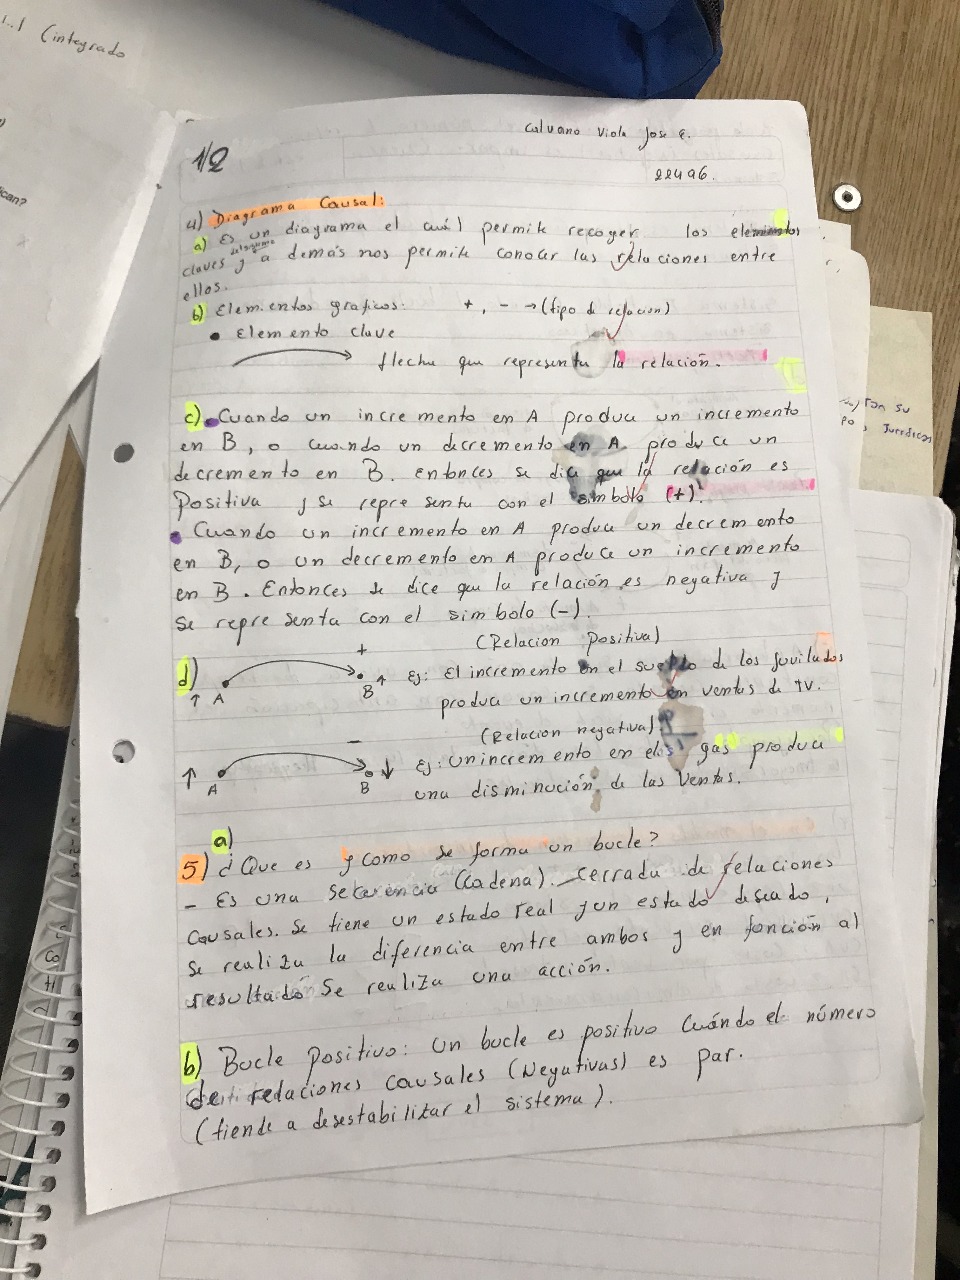 (integrado
ican?
Calvano Viola Jose E.
1/2
22496.
4) Diagrama Causal:
a) Es un diagrama el cuál permite recoger los elementos
claves y a demás nos permite conocer las relaciones entre
ellos.
b) Elementos graficos: + , - → (tipo d relacion)
• Elemento clave
flecha que representa la relación.
c) • Cuando un incremento en A produce un incremento
en B, o cuando un decremento en A produce un
decremento en B. Entonces se dice que la relación es
Positiva y se representa con el simbolo (+).
• Cuando un incremento en A produce un decremento
en B, o un decremento en A produce un incremento
en B. Entonces se dice que la relación es negativa y
se representa con el simbolo (-)
(Relacion Positiva)
d) ↑ A + B ↑ Ej: El incremento en el sueldo de los juvilados
produce un incremento en ventas de tv.
(Relacion negativa)
↑ A - B ↓ Ej: Un incremento en el gas produce
una disminución de las ventas.
a)
5) ¿Que es y como se forma un bucle?
- Es una secuencia (cadena). cerrada de relaciones
causales. Se tiene un estado real y un estado deseado,
se realiza la diferencia entre ambos y en función al
resultado se realiza una acción.
b) Bucle positivo: un bucle es positivo cuándo el número
de relaciones causales (Negativas) es par.
(tiende a desestabilizar el sistema).